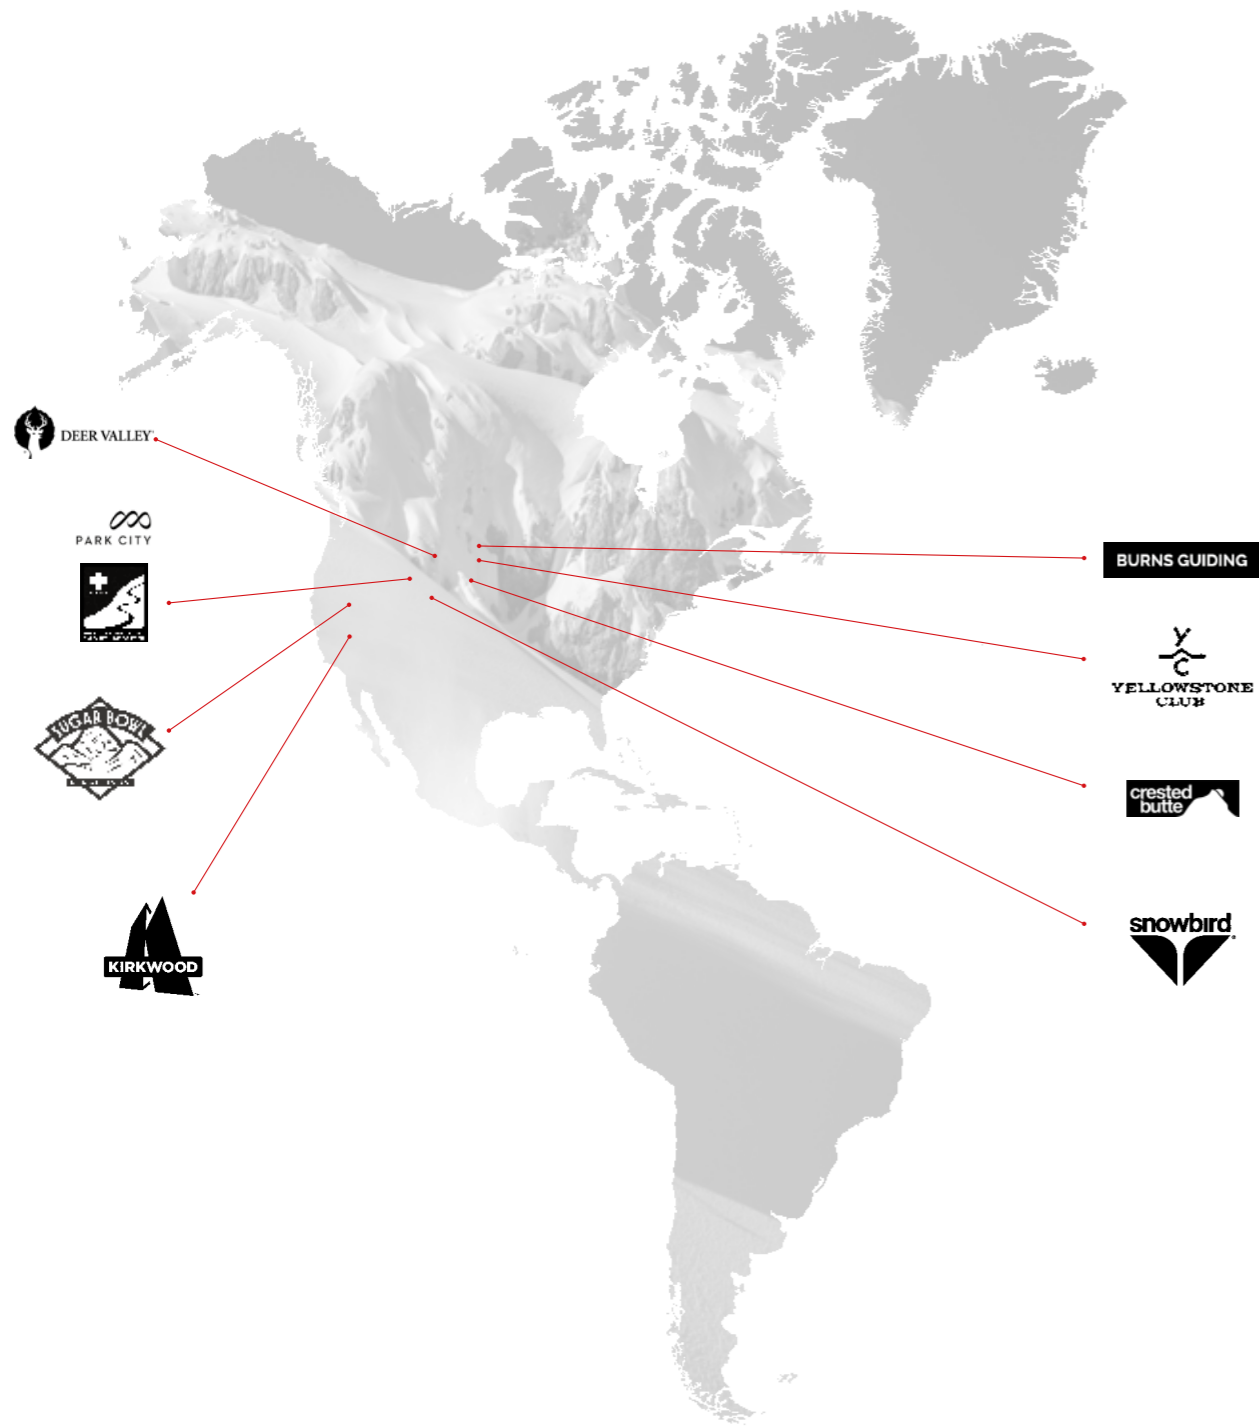 DEER VALLEY
PARK CITY
SUGAR BOWL
KIRKWOOD
BURNS GUIDING
Y
C
YELLOWSTONE
CLUB
crested
butte
snowbird